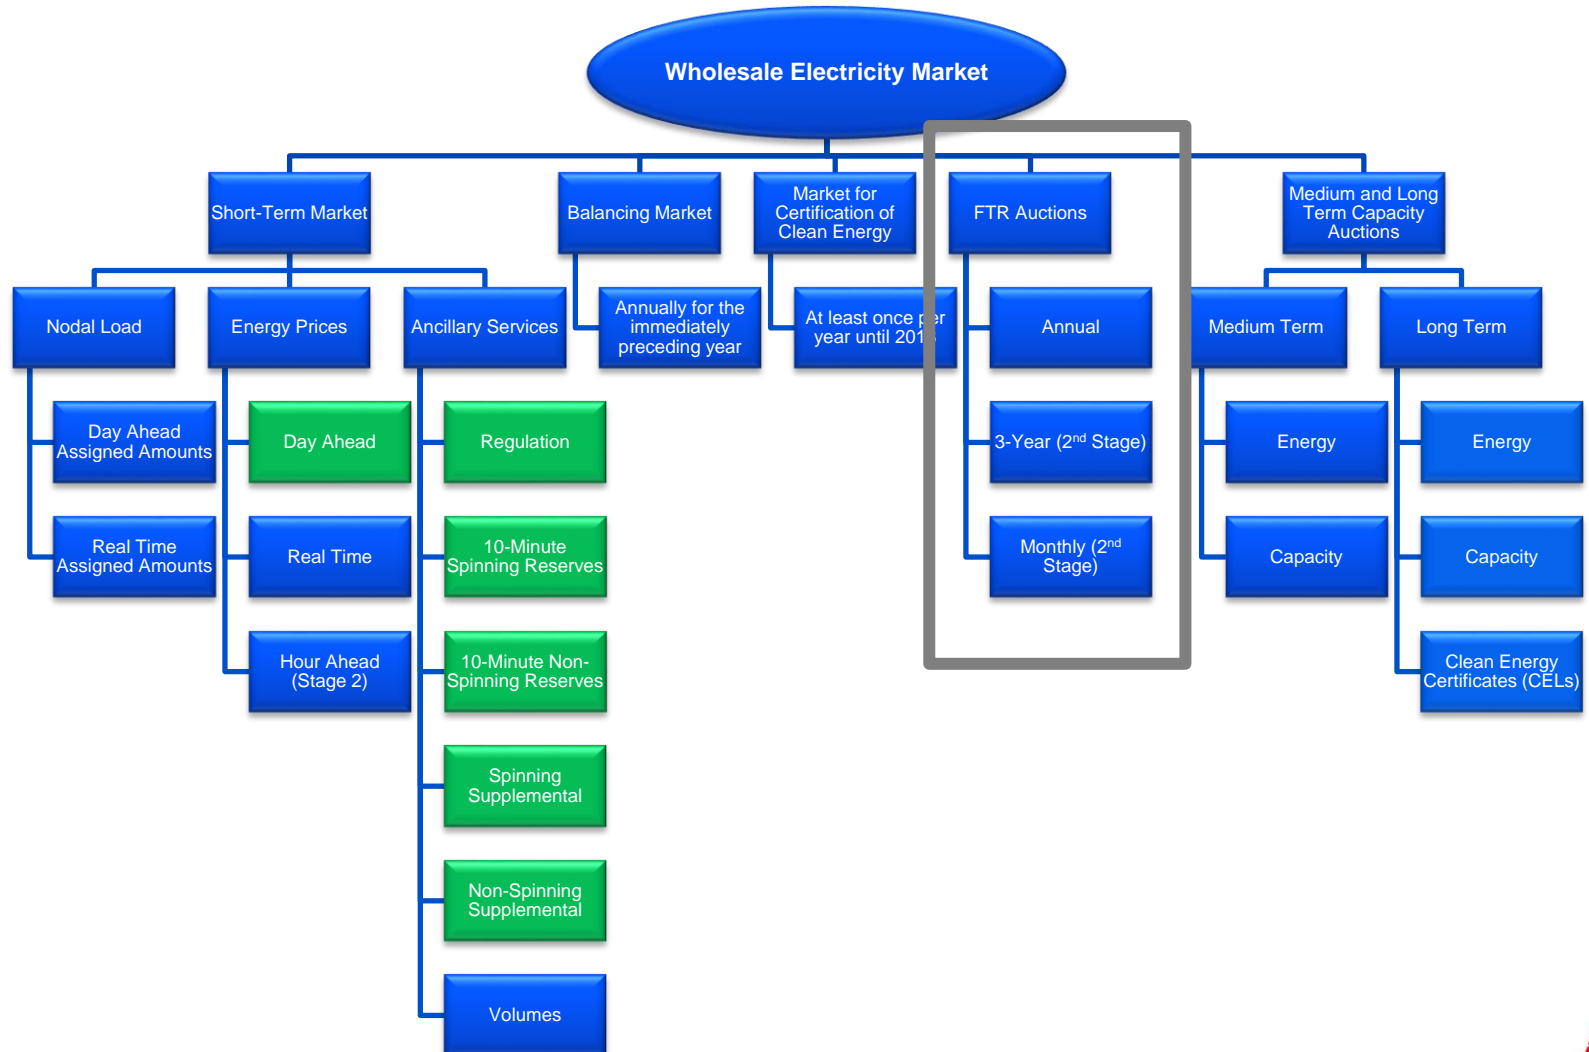 Wholesale Electricity Market
Short-Term Market
Balancing Market
Market for
Certification of
Clean Energy
FTR Auctions
Medium and Long
Term Capacity
Auctions
Nodal Load
Energy Prices
Ancillary Services
Annually for the
immediately
preceding year
At least once per
year until
Annual
Medium Term
Long Term
Day Ahead
Assigned Amounts
Day Ahead
Regulation
3-Year (2nd Stage)
Energy
Energy
Real Time
Assigned Amounts
Real Time
10-Minute
Spinning Reserves
Monthly (2nd
Stage)
Capacity
Capacity
Hour Ahead
(Stage 2)
10-Minute Non-
Spinning Reserves
Clean Energy
Certificates (CELs)
Spinning
Supplemental
Non-Spinning
Supplemental
Volumes